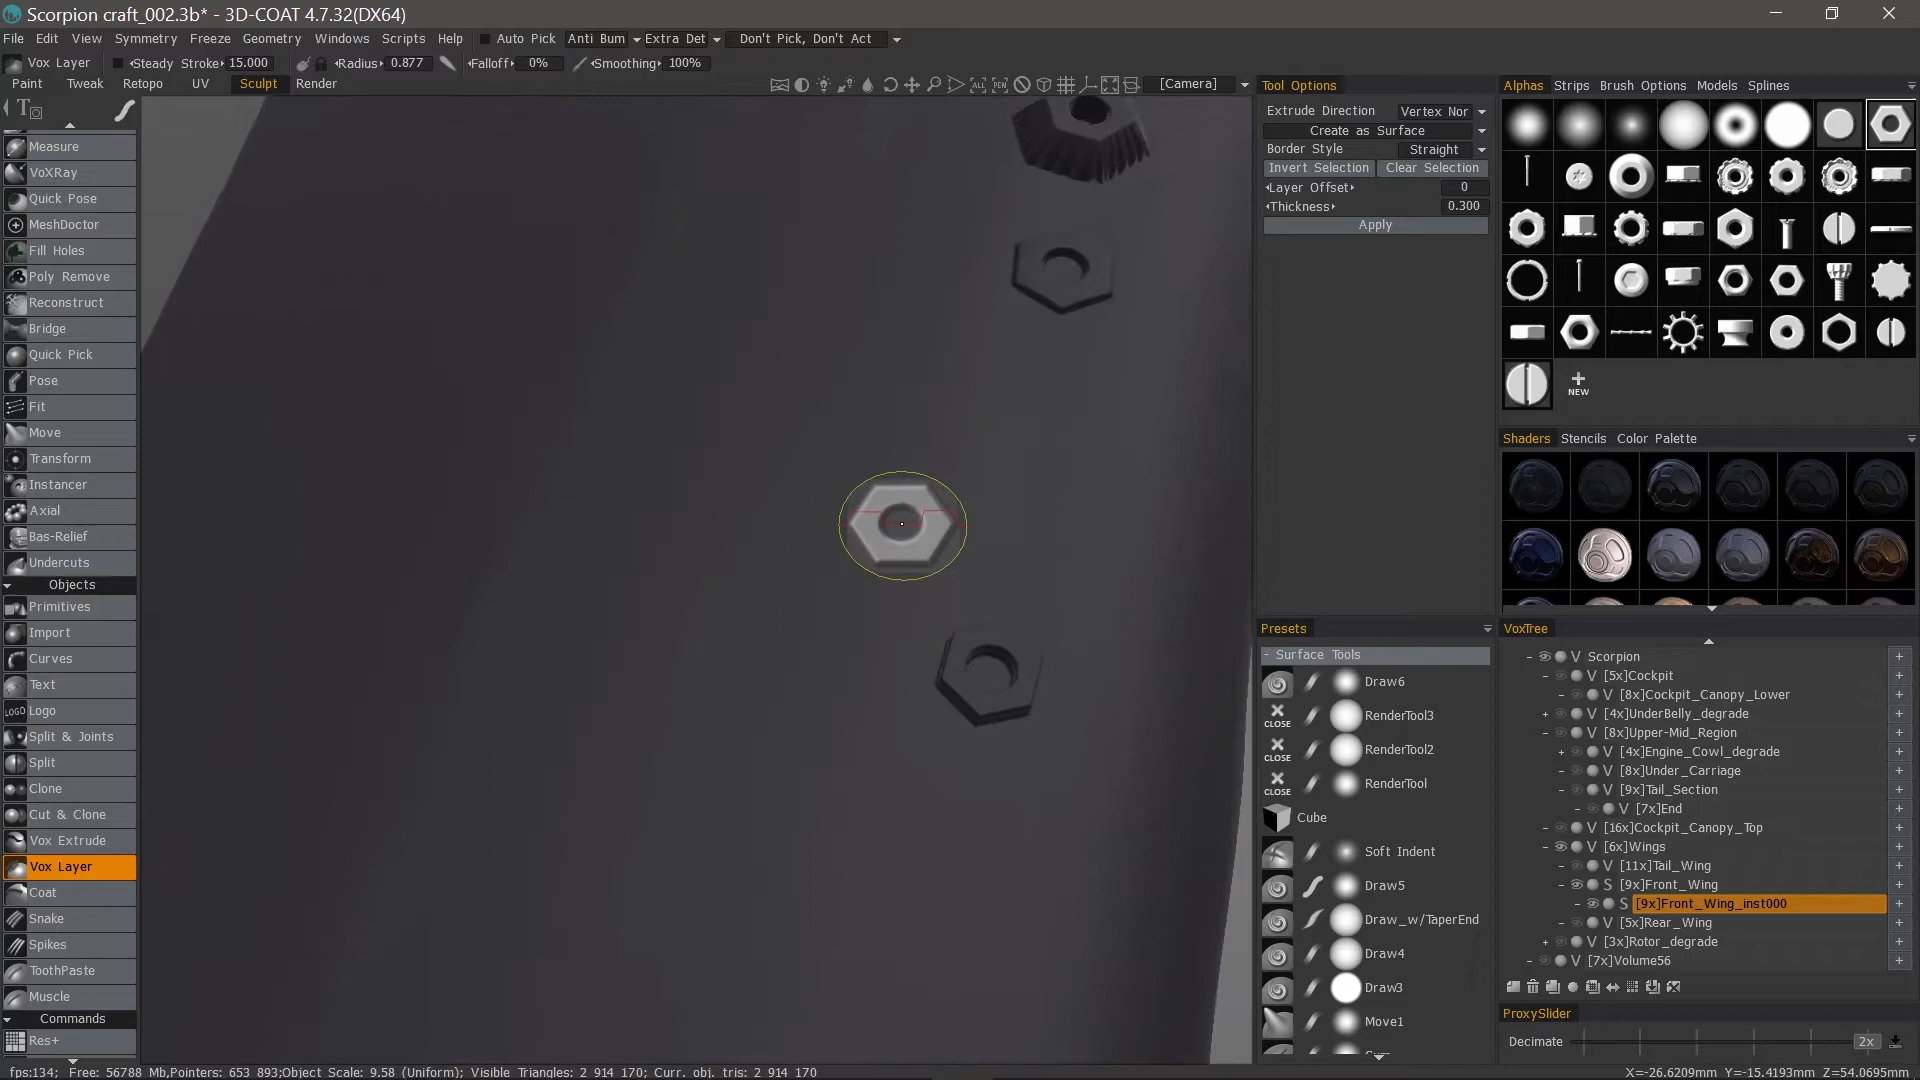 Scorpion craft_002.3b* - 3D-COAT 4.7.32(DX64)
File Edit View Symmetry Freeze Geometry Windows Scripts Help Auto Pick Anti Bum Extra Det Don't Pick, Don't Act
Vox Layer Steady Stroke 15.000 Radius 0.877 Falloff 0% Smoothing 100%
Paint Tweak Retopo UV Sculpt Render [Camera]
Measure
VoXRay
Quick Pose
MeshDoctor
Fill Holes
Poly Remove
Reconstruct
Bridge
Quick Pick
Pose
Fit
Move
Transform
Instancer
Axial
Bas-Relief
Undercuts
Objects
Primitives
Import
Curves
Text
LOGO Logo
Split & Joints
Split
Clone
Cut & Clone
Vox Extrude
Vox Layer
Coat
Snake
Spikes
ToothPaste
Muscle
Commands
Res+
Tool Options
Extrude Direction Vertex Nor
Create as Surface
Border Style Straight
Invert Selection Clear Selection
Layer Offset 0
Thickness 0.300
Apply
Presets
- Surface Tools
Draw6
CLOSE RenderTool3
CLOSE RenderTool2
CLOSE RenderTool
Cube
Soft Indent
Draw5
Draw_w/TaperEnd
Draw4
Draw3
Move1
Alphas Strips Brush Options Models Splines
NEW
Shaders Stencils Color Palette
VoxTree
V Scorpion
V [5x]Cockpit
V [8x]Cockpit_Canopy_Lower
V [4x]UnderBelly_degrade
V [8x]Upper-Mid_Region
V [4x]Engine_Cowl_degrade
V [8x]Under_Carriage
V [9x]Tail_Section
V [7x]End
V [16x]Cockpit_Canopy_Top
V [6x]Wings
V [11x]Tail_Wing
S [9x]Front_Wing
S [9x]Front_Wing_inst000
V [5x]Rear_Wing
V [3x]Rotor_degrade
V [7x]Volume56
ProxySlider
Decimate 2x
fps:134; Free: 56788 Mb,Pointers: 653 893;Object Scale: 9.58 (Uniform); Visible Triangles: 2 914 170; Curr. obj. tris: 2 914 170 X=-26.6209mm Y=-15.4193mm Z=54.0695mm